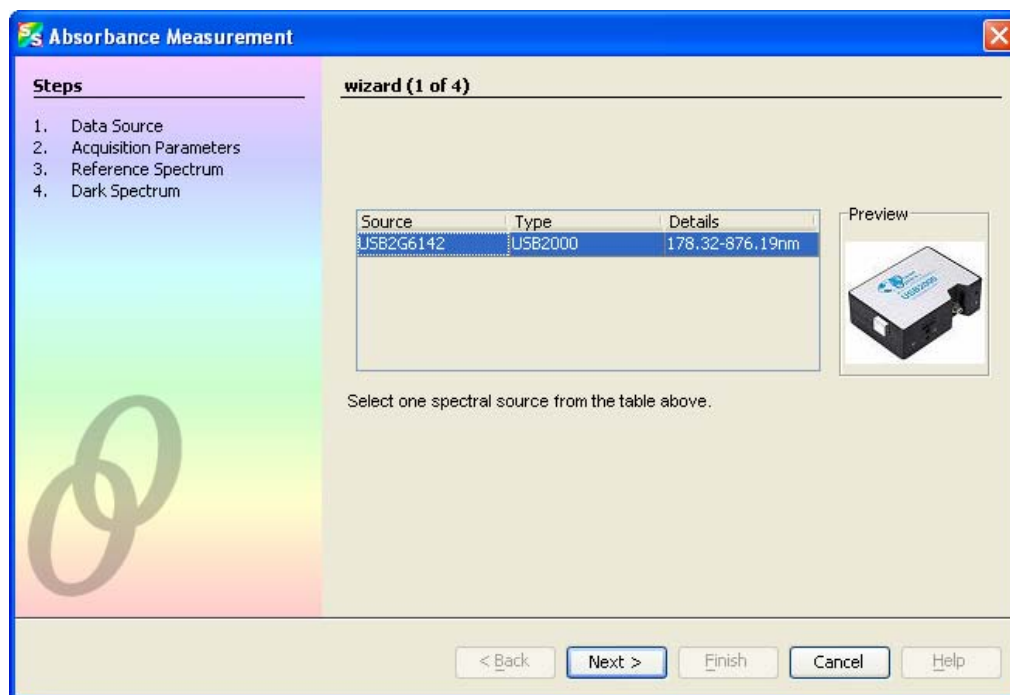 Absorbance Measurement
Steps
1. Data Source
2. Acquisition Parameters
3. Reference Spectrum
4. Dark Spectrum
wizard (1 of 4)
Source Type Details
USB2G6142 USB2000 178.32-876.19nm
Preview
USB2000
Select one spectral source from the table above.
< Back Next > Finish Cancel Help